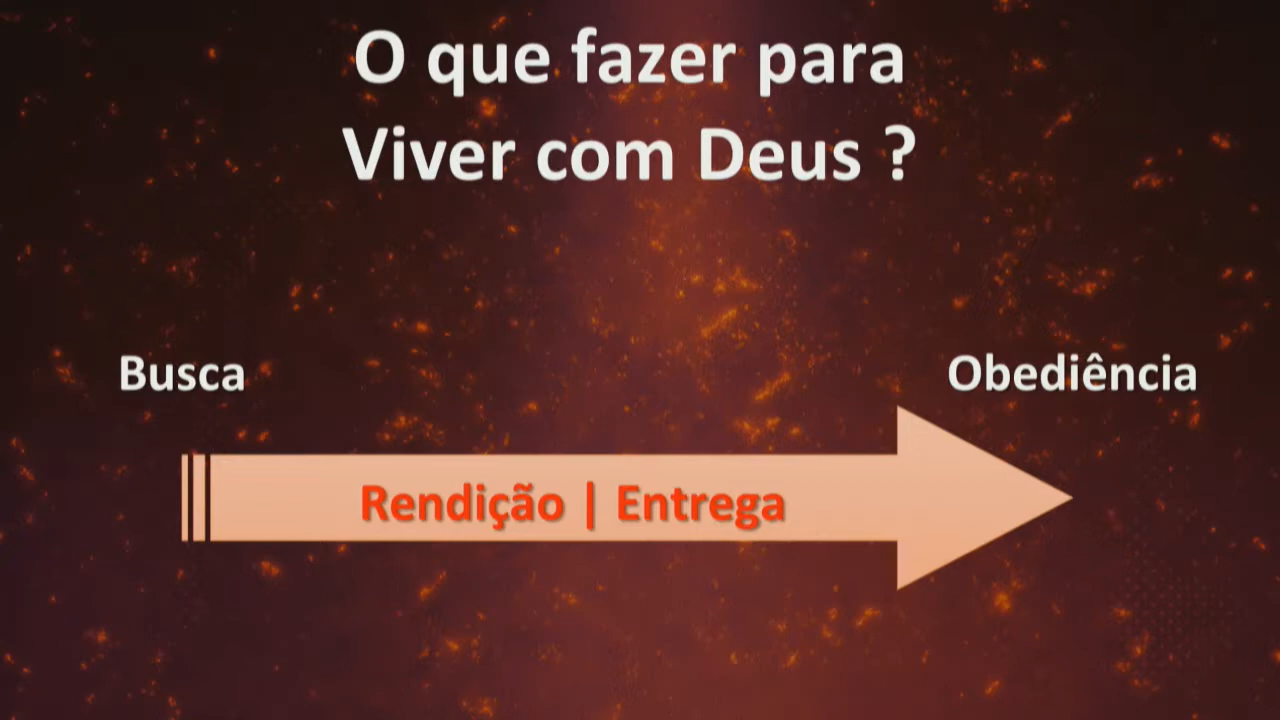 O que fazer para
Viver com Deus ?
Busca
Obediência
Rendição | Entrega